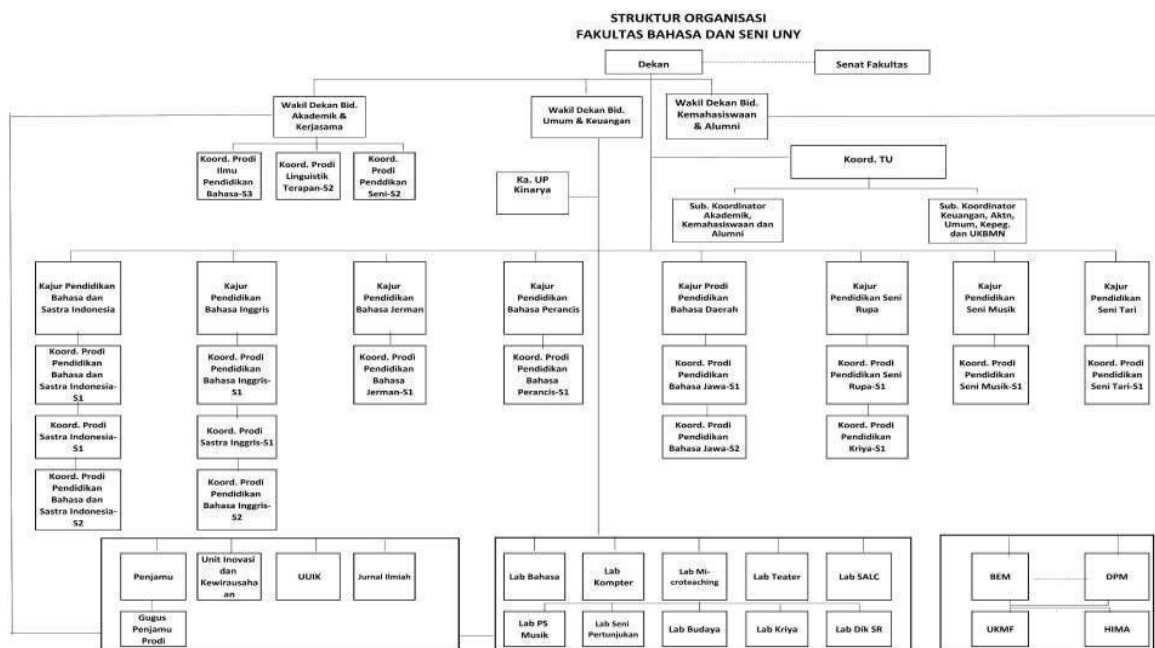 STRUKTUR ORGANISASI
FAKULTAS BAHASA DAN SENI UNY
Dekan
Senat Fakultas
Wakil Dekan Bid.
Akademik &
Kerjasama
Wakil Dekan Bid.
Umum & Keuangan
Wakil Dekan Bid.
Kemahasiswaan
& Alumni
Koord. Prodi
Ilmu
Pendidikan
Bahasa-S3
Koord. Prodi
Linguistik
Terapan-S2
Koord.
Prodi
Penddikan
Seni-S2
Ka. UP
Kinarya
Koord. TU
Sub. Koordinator
Akademik,
Kemahasiswaan dan
Alumni
Sub. Koordinator
Keuangan, Aktn,
Umum, Kepeg.
dan UKBMN
Kajur Pendidikan
Bahasa dan
Sastra Indonesia
Kajur
Pendidikan
Bahasa Inggris
Kajur
Pendidikan
Bahasa Jerman
Kajur
Pendidikan
Bahasa Perancis
Kajur Prodi
Pendidikan
Bahasa Daerah
Kajur
Pendidikan Seni
Rupa
Kajur
Pendidikan
Seni Musik
Kajur
Pendidikan
Seni Tari
Koord. Prodi
Pendidikan
Bahasa dan
Sastra Indonesia-
S1
Koord. Prodi
Pendidikan
Bahasa Inggris-
S1
Koord. Prodi
Pendidikan
Bahasa
Jerman-S1
Koord. Prodi
Pendidikan
Bahasa
Perancis-S1
Koord. Prodi
Pendidikan
Bahasa Jawa-S1
Koord. Prodi
Pendidikan Seni
Rupa-S1
Koord. Prodi
Pendidikan
Seni Musik-S1
Koord. Prodi
Pendidikan
Seni Tari-S1
Koord. Prodi
Sastra Indonesia-
S1
Koord. Prodi
Sastra Inggris-S1
Koord. Prodi
Pendidikan
Bahasa Jawa-S2
Koord. Prodi
Pendidikan
Kriya-S1
Koord. Prodi
Pendidikan
Bahasa dan
Sastra Indonesia-
S2
Koord. Prodi
Pendidikan
Bahasa Inggris-
S2
Penjamu
Unit Inovasi
dan
Kewirausaha
an
UUIK
Jurnal Ilmiah
Gugus
Penjamu
Prodi
Lab Bahasa
Lab
Kompter
Lab Mi-
croteaching
Lab Teater
Lab SALC
Lab PS
Musik
Lab Seni
Pertunjukan
Lab Budaya
Lab Kriya
Lab Dik SR
BEM
DPM
UKMF
HIMA